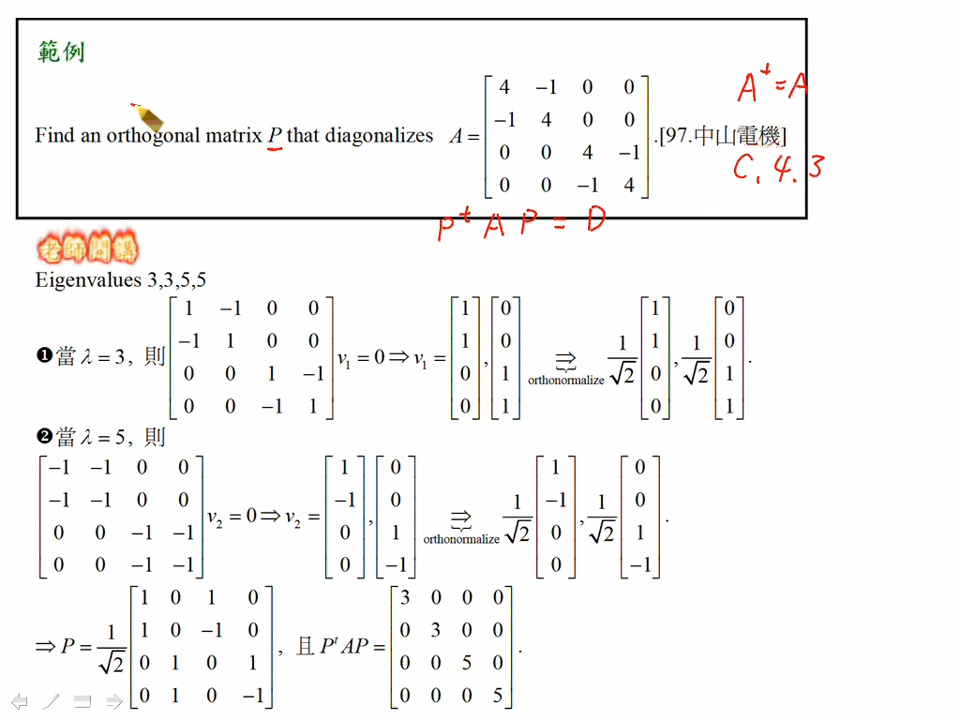 範例
Find an orthogonal matrix P that diagonalizes A = [4 −1 0 0; −1 4 0 0; 0 0 4 −1; 0 0 −1 4] .[97.中山電機]
Aᵗ = A
C, 4. 3
Pᵗ A P = D
老師開講
Eigenvalues 3,3,5,5
❶當 λ = 3, 則 [1 −1 0 0; −1 1 0 0; 0 0 1 −1; 0 0 −1 1] v₁ = 0 ⇒ v₁ = [1; 1; 0; 0], [0; 0; 1; 1] ⇒ orthonormalize 1/√2 [1; 1; 0; 0], 1/√2 [0; 0; 1; 1].
❷當 λ = 5, 則
[−1 −1 0 0; −1 −1 0 0; 0 0 −1 −1; 0 0 −1 −1] v₂ = 0 ⇒ v₂ = [1; −1; 0; 0], [0; 0; 1; −1] ⇒ orthonormalize 1/√2 [1; −1; 0; 0], 1/√2 [0; 0; 1; −1].
⇒ P = 1/√2 [1 0 1 0; 1 0 −1 0; 0 1 0 1; 0 1 0 −1], 且 PᵗAP = [3 0 0 0; 0 3 0 0; 0 0 5 0; 0 0 0 5].